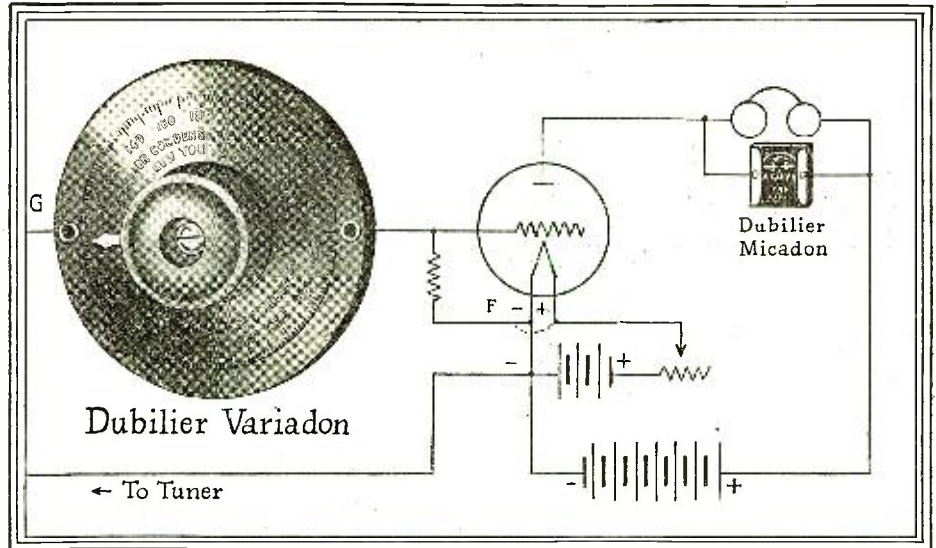 G
F - +
- +
Dubilier
Micadon
Dubilier Variadon
← To Tuner
- +